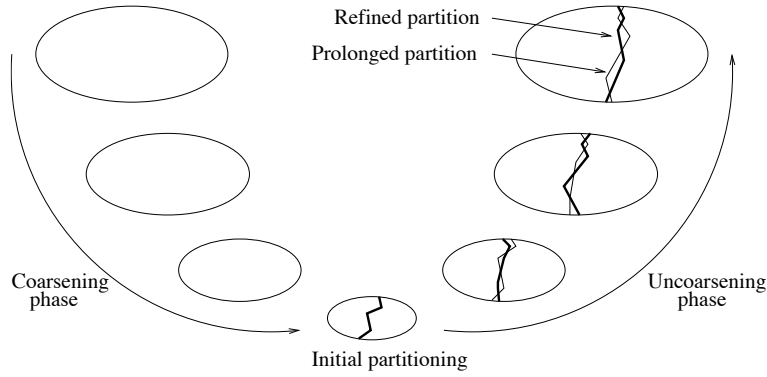 Refined partition
Prolonged partition
Coarsening
phase
Uncoarsening
phase
Initial partitioning